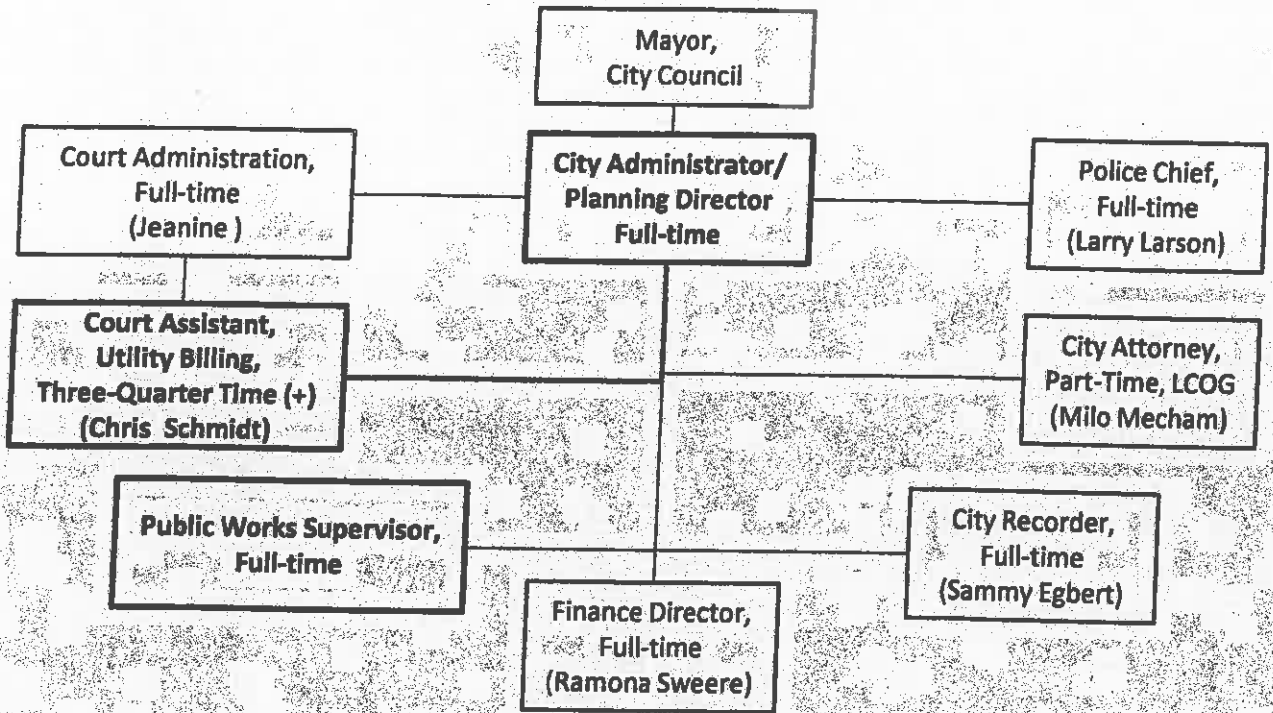 Mayor,
City Council
Court Administration,
Full-time
(Jeanine )
City Administrator/
Planning Director
Full-time
Police Chief,
Full-time
(Larry Larson)
Court Assistant,
Utility Billing,
Three-Quarter Time (+)
(Chris Schmidt)
City Attorney,
Part-Time, LCOG
(Milo Mecham)
Public Works Supervisor,
Full-time
City Recorder,
Full-time
(Sammy Egbert)
Finance Director,
Full-time
(Ramona Sweere)